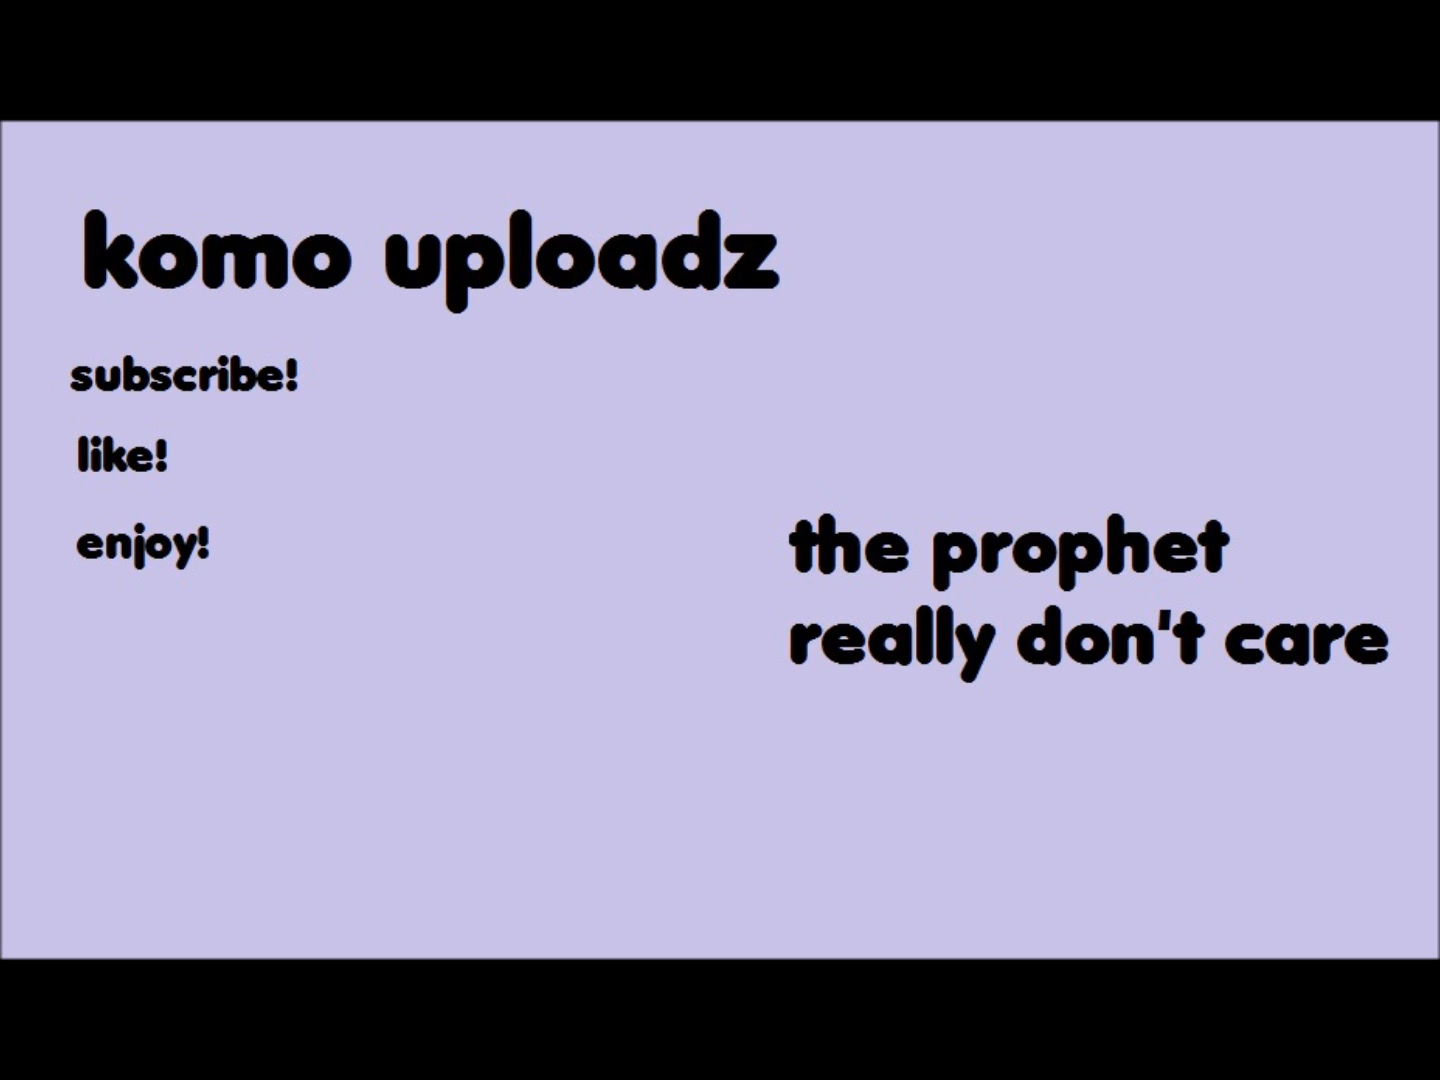 komo uploadz
subscribe!
like!
enjoy!
the prophet
really don't care